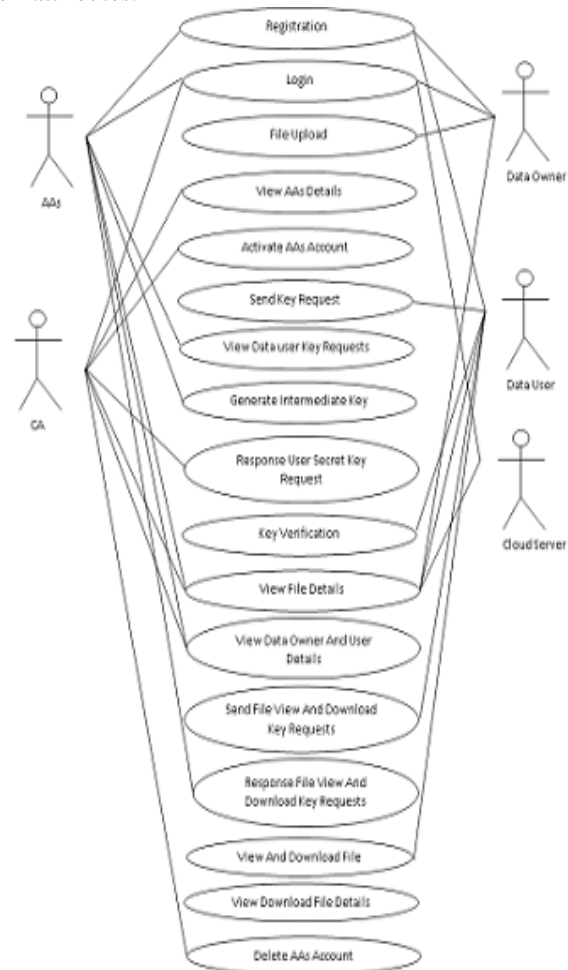 Registration
Login
File Upload
View AAs Details
Activate AAs Account
Send Key Request
View Data user Key Requests
Generate Intermediate Key
Response User Secret Key
Request
Key Verification
View File Details
View Data Owner And User
Details
Send File View And Download
Key Requests
Response File View And
Download Key Requests
View And Download File
View Download File Details
Delete AAs Account
AAs
CA
Data Owner
Data User
Cloud Server